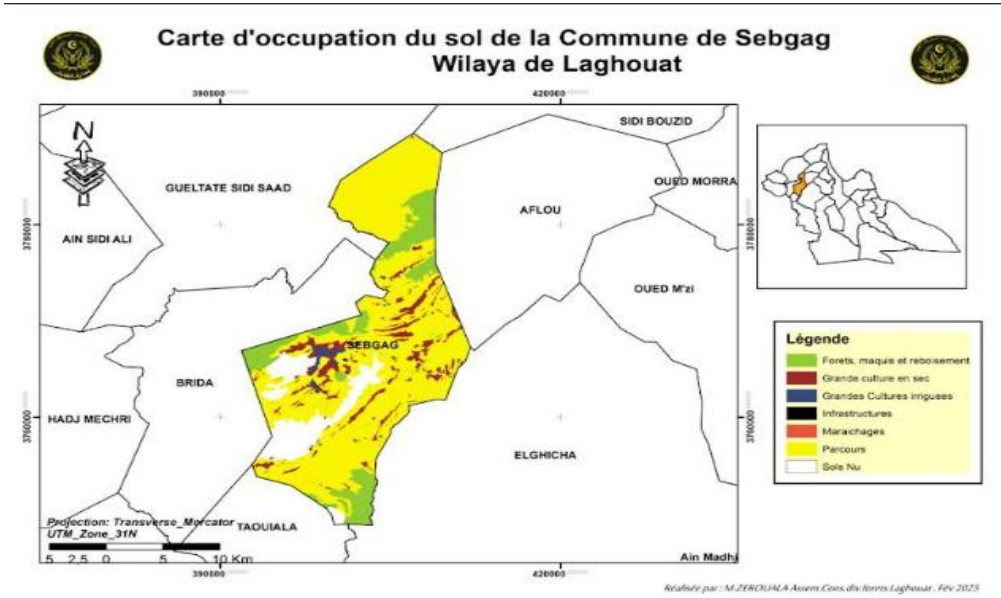 Carte d'occupation du sol de la Commune de Sebgag
Wilaya de Laghouat
390000
420000
N
SIDI BOUZID
GUELTATE SIDI SAAD
OUED MORRA
AFLOU
AIN SIDI ALI
3780000
3780000
OUED M'zi
SEBGAG
BRIDA
HADJ MECHRI
3760000
3760000
ELGHICHA
TAOUIALA
Ain Madhi
Projection: Transverse_Mercator
UTM_Zone_31N
5 2,5 0 5 10 Km
390000
420000
Légende
Forets, maquis et reboisement
Grande culture en sec
Grandes Cultures irriguees
Infrastructures
Maraichages
Parcours
Sole Nu
Réalisée par : M.ZEROUALA Assem.Cons.div.forets.Laghouat . Fév 2025